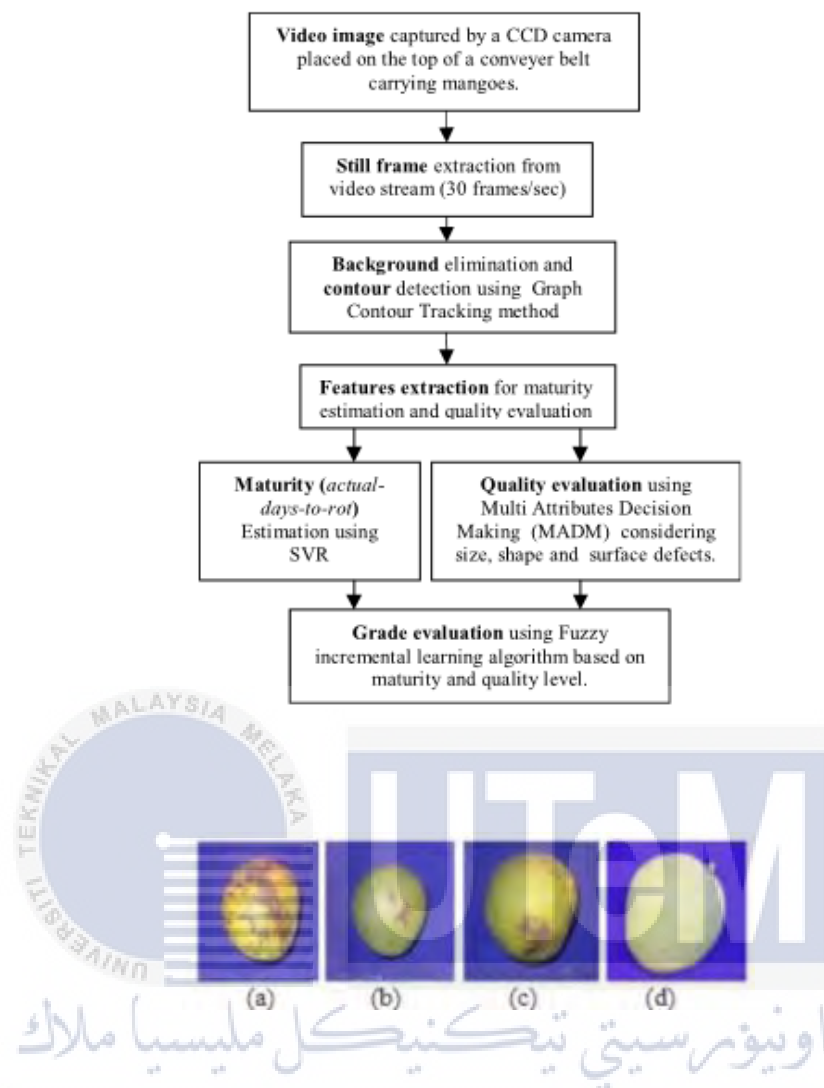 Video image captured by a CCD camera
placed on the top of a conveyer belt
carrying mangoes.
Still frame extraction from
video stream (30 frames/sec)
Background elimination and
contour detection using Graph
Contour Tracking method
Features extraction for maturity
estimation and quality evaluation
Maturity (actual-
days-to-rot)
Estimation using
SVR
Quality evaluation using
Multi Attributes Decision
Making (MADM) considering
size, shape and surface defects.
Grade evaluation using Fuzzy
incremental learning algorithm based on
maturity and quality level.
UNIVERSITI TEKNIKAL MALAYSIA MELAKA
UTeM
(a) (b) (c) (d)
اونيۏرسيتي تيكنيكل مليسيا ملاك